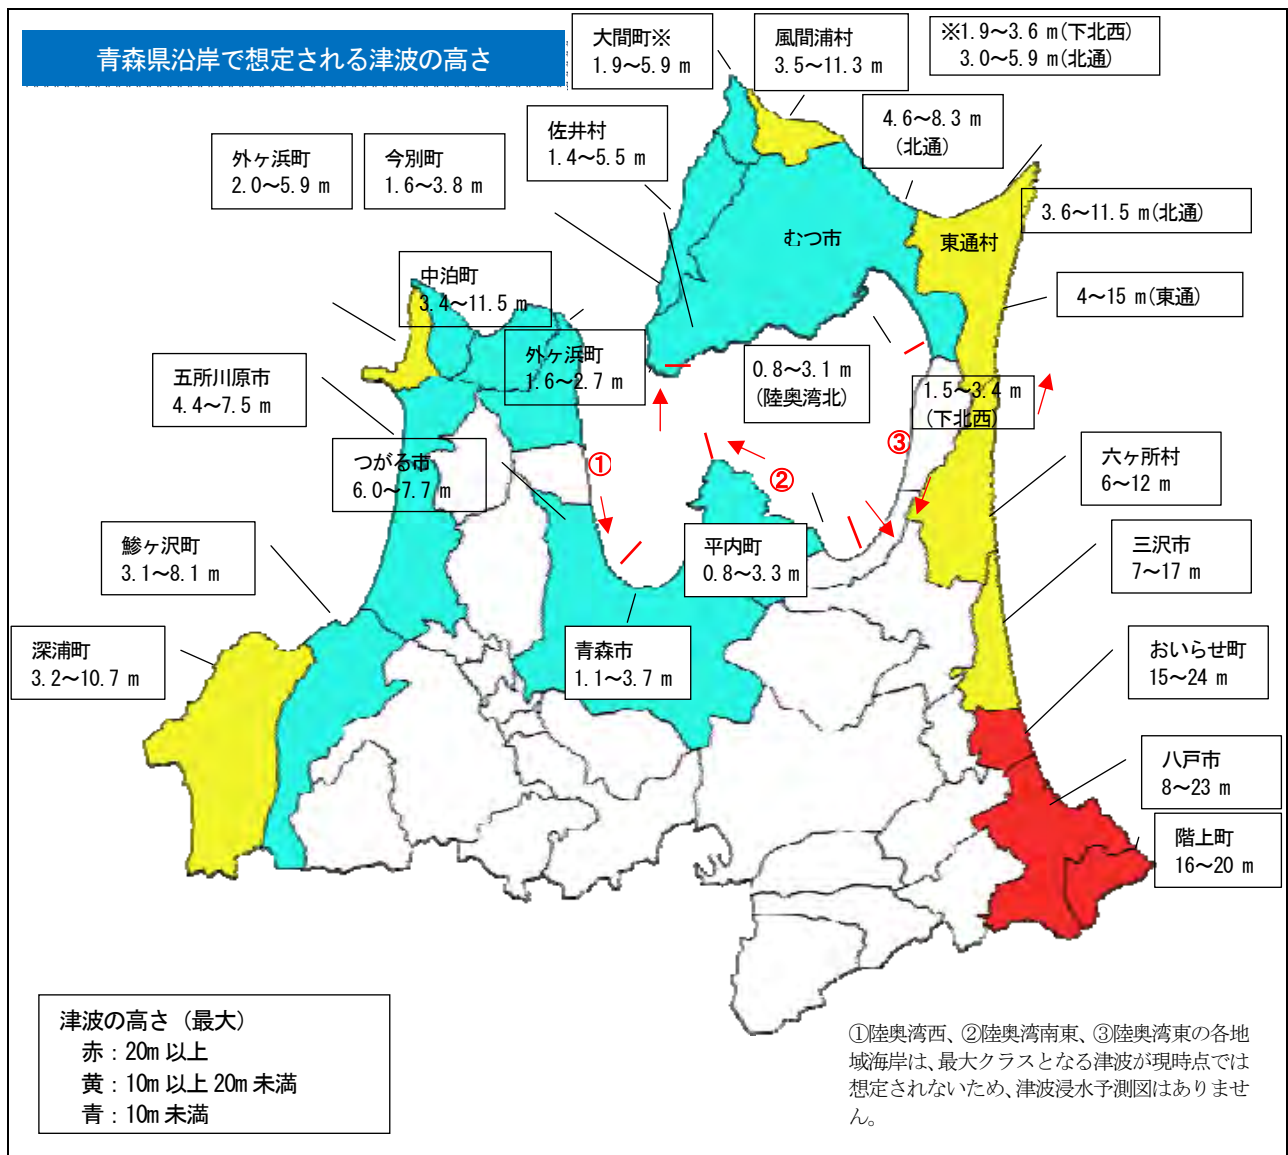 青森県沿岸で想定される津波の高さ
大間町※
1.9～5.9 m
風間浦村
3.5～11.3 m
※1.9～3.6 m(下北西)
3.0～5.9 m(北通)
佐井村
1.4～5.5 m
4.6～8.3 m
(北通)
外ヶ浜町
2.0～5.9 m
今別町
1.6～3.8 m
3.6～11.5 m(北通)
むつ市
東通村
中泊町
3.4～11.5 m
4～15 m(東通)
外ヶ浜町
1.6～2.7 m
0.8～3.1 m
(陸奥湾北)
1.5～3.4 m
(下北西)
五所川原市
4.4～7.5 m
つがる市
6.0～7.7 m
①
②
③
六ヶ所村
6～12 m
鰺ヶ沢町
3.1～8.1 m
平内町
0.8～3.3 m
三沢市
7～17 m
深浦町
3.2～10.7 m
青森市
1.1～3.7 m
おいらせ町
15～24 m
八戸市
8～23 m
階上町
16～20 m
津波の高さ（最大）
赤：20m 以上
黄：10m 以上 20m 未満
青：10m 未満
①陸奥湾西、②陸奥湾南東、③陸奥湾東の各地
域海岸は、最大クラスとなる津波が現時点では
想定されないため、津波浸水予測図はありませ
ん。